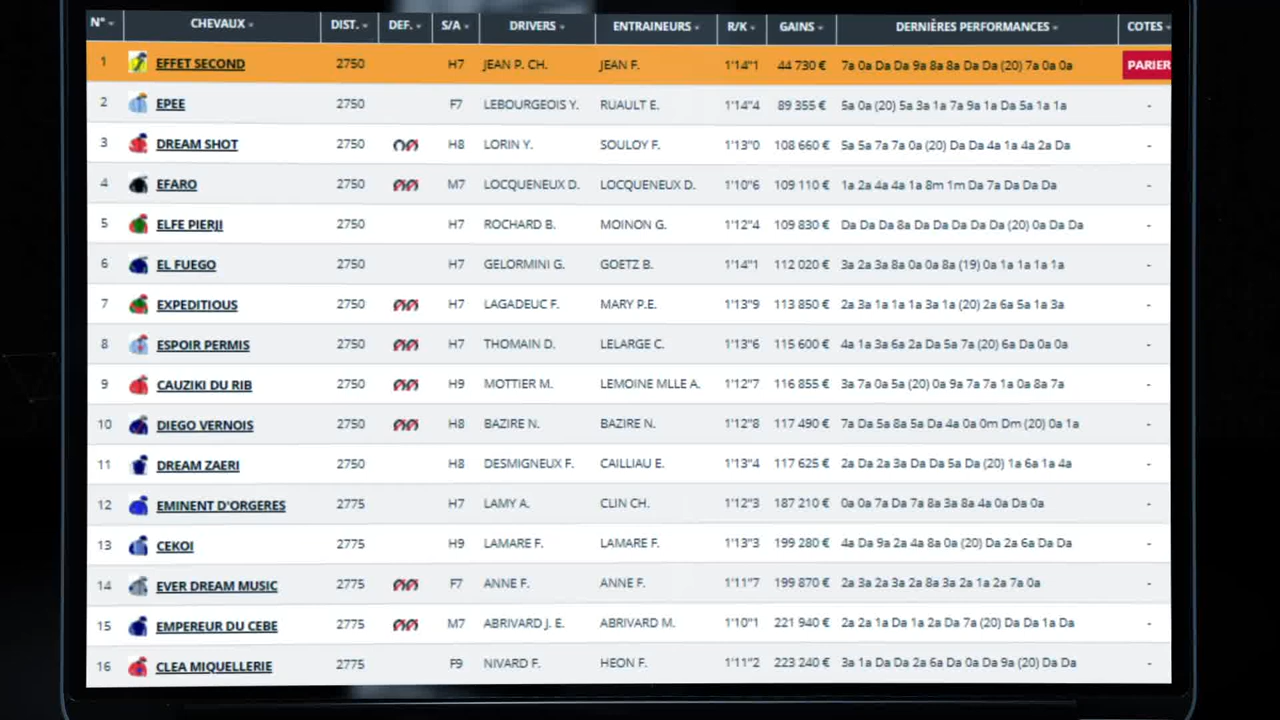 N° CHEVAUX DIST. DEF. S/A DRIVERS ENTRAINEURS R/K GAINS DERNIÈRES PERFORMANCES COTES
1 EFFET SECOND 2750 H7 JEAN P. CH. JEAN F. 1'14"1 44 730 € 7a 0a Da Da 9a 8a 8a Da Da (20) 7a 0a 0a PARIER
2 EPEE 2750 F7 LEBOURGEOIS Y. RUAULT E. 1'14"4 89 355 € 5a 0a (20) 5a 3a 1a 7a 9a 1a Da 5a 1a 1a -
3 DREAM SHOT 2750 H8 LORIN Y. SOULOY F. 1'13"0 108 660 € 5a 5a 7a 7a 0a (20) Da Da 4a 1a 4a 2a Da -
4 EFARO 2750 M7 LOCQUENEUX D. LOCQUENEUX D. 1'10"6 109 110 € 1a 2a 4a 4a 1a 8m 1m Da 7a Da Da Da -
5 ELFE PIERJI 2750 H7 ROCHARD B. MOINON G. 1'12"4 109 830 € Da Da Da 8a Da Da Da Da Da (20) 0a Da Da -
6 EL FUEGO 2750 H7 GELORMINI G. GOETZ B. 1'14"1 112 020 € 3a 2a 3a 8a 0a 0a 8a (19) 0a 1a 1a 1a 1a -
7 EXPEDITIOUS 2750 H7 LAGADEUC F. MARY P.E. 1'13"9 113 850 € 2a 3a 1a 1a 1a 3a 1a (20) 2a 6a 5a 1a 3a -
8 ESPOIR PERMIS 2750 H7 THOMAIN D. LELARGE C. 1'13"6 115 600 € 4a 1a 3a 6a 2a Da 5a 7a (20) 6a Da 0a 0a -
9 CAUZIKI DU RIB 2750 H9 MOTTIER M. LEMOINE MLLE A. 1'12"7 116 855 € 3a 7a 0a 5a (20) 0a 9a 7a 7a 1a 0a 8a 7a -
10 DIEGO VERNOIS 2750 H8 BAZIRE N. BAZIRE N. 1'12"8 117 490 € 7a Da 5a 8a 5a Da 4a 0a 0m Dm (20) 0a 1a -
11 DREAM ZAERI 2750 H8 DESMIGNEUX F. CAILLIAU E. 1'13"4 117 625 € 2a Da 2a 3a Da Da 5a Da (20) 1a 6a 1a 4a -
12 EMINENT D'ORGERES 2775 H7 LAMY A. CLIN CH. 1'12"3 187 210 € 0a 0a 7a Da 7a 8a 3a 8a 4a 0a Da 0a -
13 CEKOI 2775 H9 LAMARE F. LAMARE F. 1'13"3 199 280 € 4a Da 9a 2a 4a 8a 0a (20) Da 2a 6a Da Da -
14 EVER DREAM MUSIC 2775 F7 ANNE F. ANNE F. 1'11"7 199 870 € 2a 3a 2a 3a 2a 8a 3a 2a 1a 2a 7a 0a -
15 EMPEREUR DU CEBE 2775 M7 ABRIVARD J. E. ABRIVARD M. 1'10"1 221 940 € 2a 2a 1a Da 1a 2a Da 7a (20) Da Da 1a Da -
16 CLEA MIQUELLERIE 2775 F9 NIVARD F. HEON F. 1'11"2 223 240 € 3a 1a Da Da 2a 6a Da 0a Da 9a (20) Da Da -